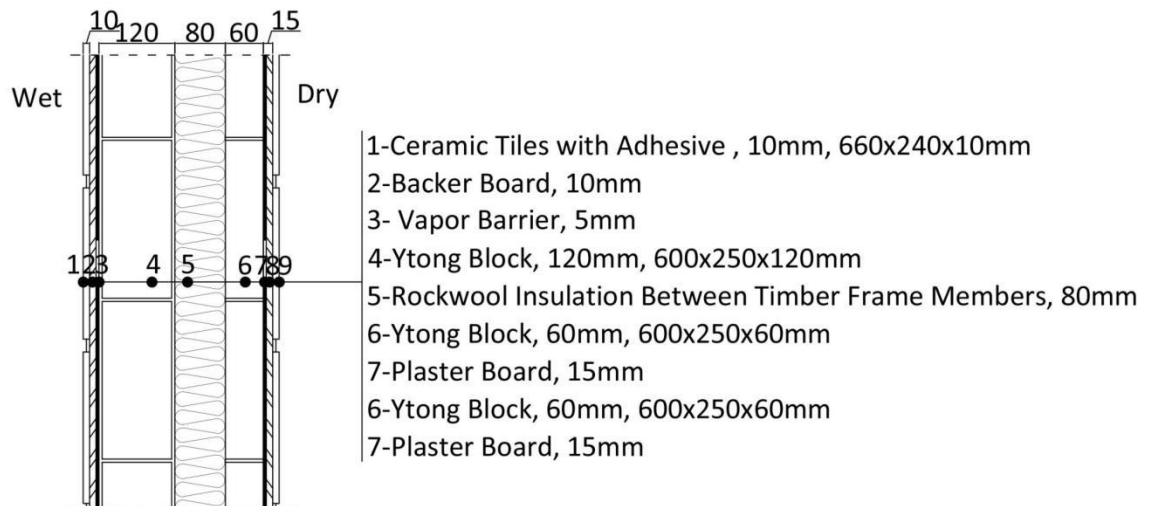 10 120 80 60 15
Wet Dry
1-Ceramic Tiles with Adhesive , 10mm, 660x240x10mm
2-Backer Board, 10mm
3- Vapor Barrier, 5mm
123 4 5 6789
4-Ytong Block, 120mm, 600x250x120mm
5-Rockwool Insulation Between Timber Frame Members, 80mm
6-Ytong Block, 60mm, 600x250x60mm
7-Plaster Board, 15mm
6-Ytong Block, 60mm, 600x250x60mm
7-Plaster Board, 15mm